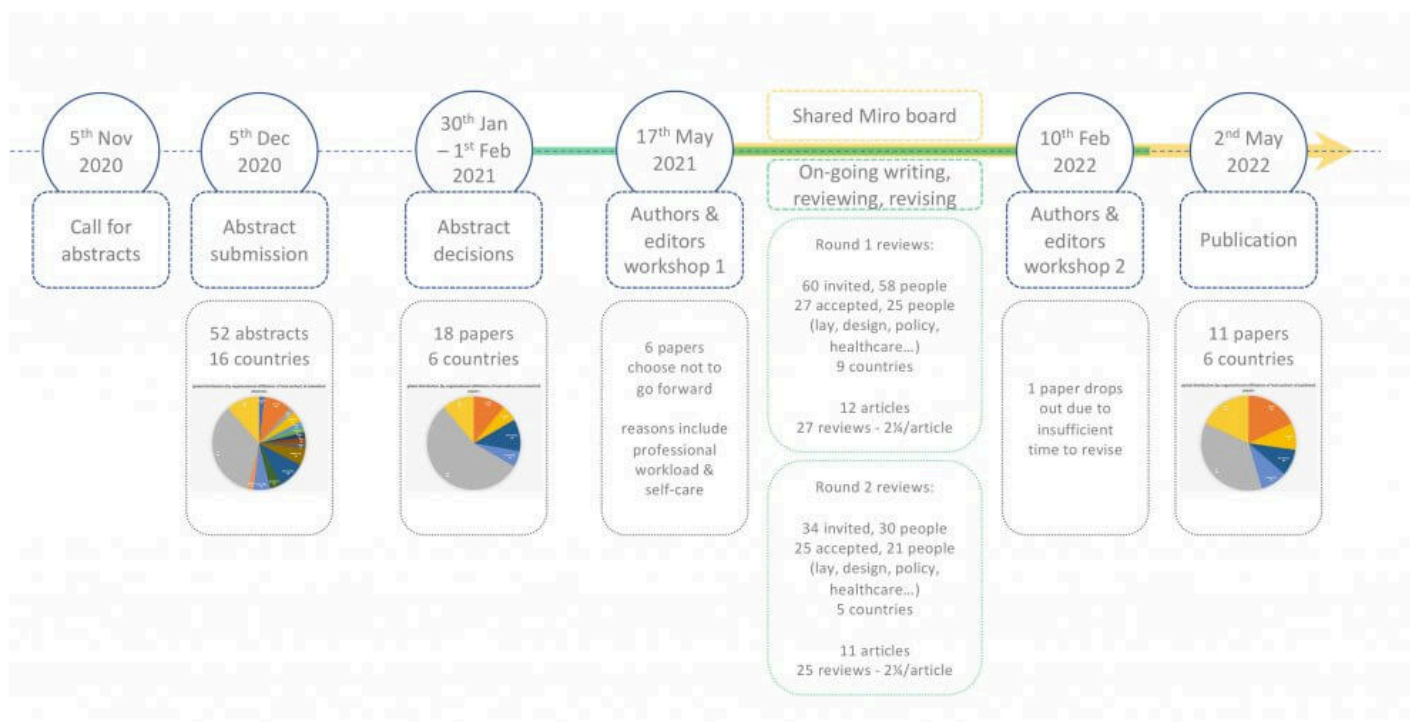 5th Nov
2020
Call for
abstracts
5th Dec
2020
Abstract
submission
52 abstracts
16 countries
30th Jan
– 1st Feb
2021
Abstract
decisions
18 papers
6 countries
17th May
2021
Authors &
editors
workshop 1
6 papers
choose not to
go forward
reasons include
professional
workload &
self-care
Shared Miro board
On-going writing,
reviewing, revising
Round 1 reviews:
60 invited, 58 people
27 accepted, 25 people
(lay, design, policy,
healthcare...)
9 countries
12 articles
27 reviews - 2¼/article
Round 2 reviews:
34 invited, 30 people
25 accepted, 21 people
(lay, design, policy,
healthcare...)
5 countries
11 articles
25 reviews - 2¼/article
10th Feb
2022
Authors &
editors
workshop 2
1 paper drops
out due to
insufficient
time to revise
2nd May
2022
Publication
11 papers
6 countries